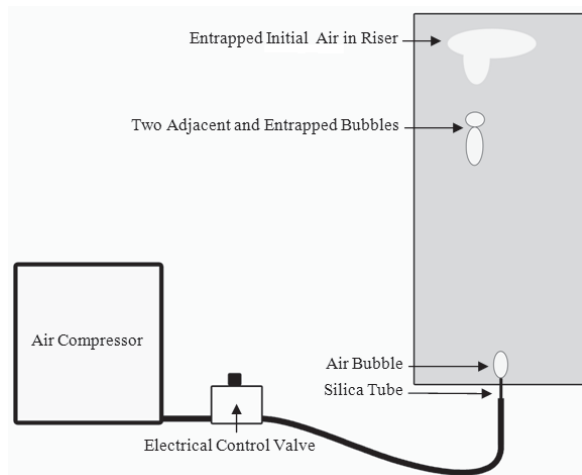 Entrapped Initial Air in Riser
Two Adjacent and Entrapped Bubbles
Air Compressor
Air Bubble
Silica Tube
Electrical Control Valve